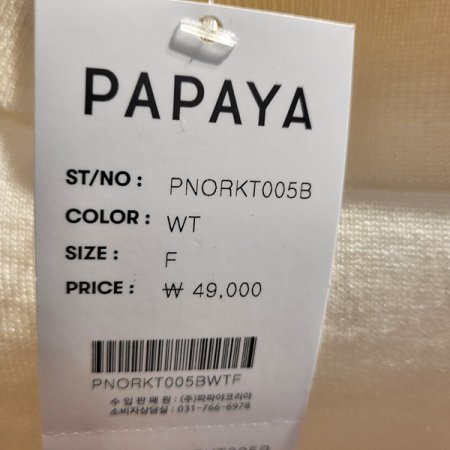 PAPAYA
ST/NO : PNORKT005B
COLOR : WT
SIZE : F
PRICE : ₩ 49,000
PNORKT005BWTF
수 입 판 매 원 : (주)파파야코리아
소비자상담실 : 031-766-6978